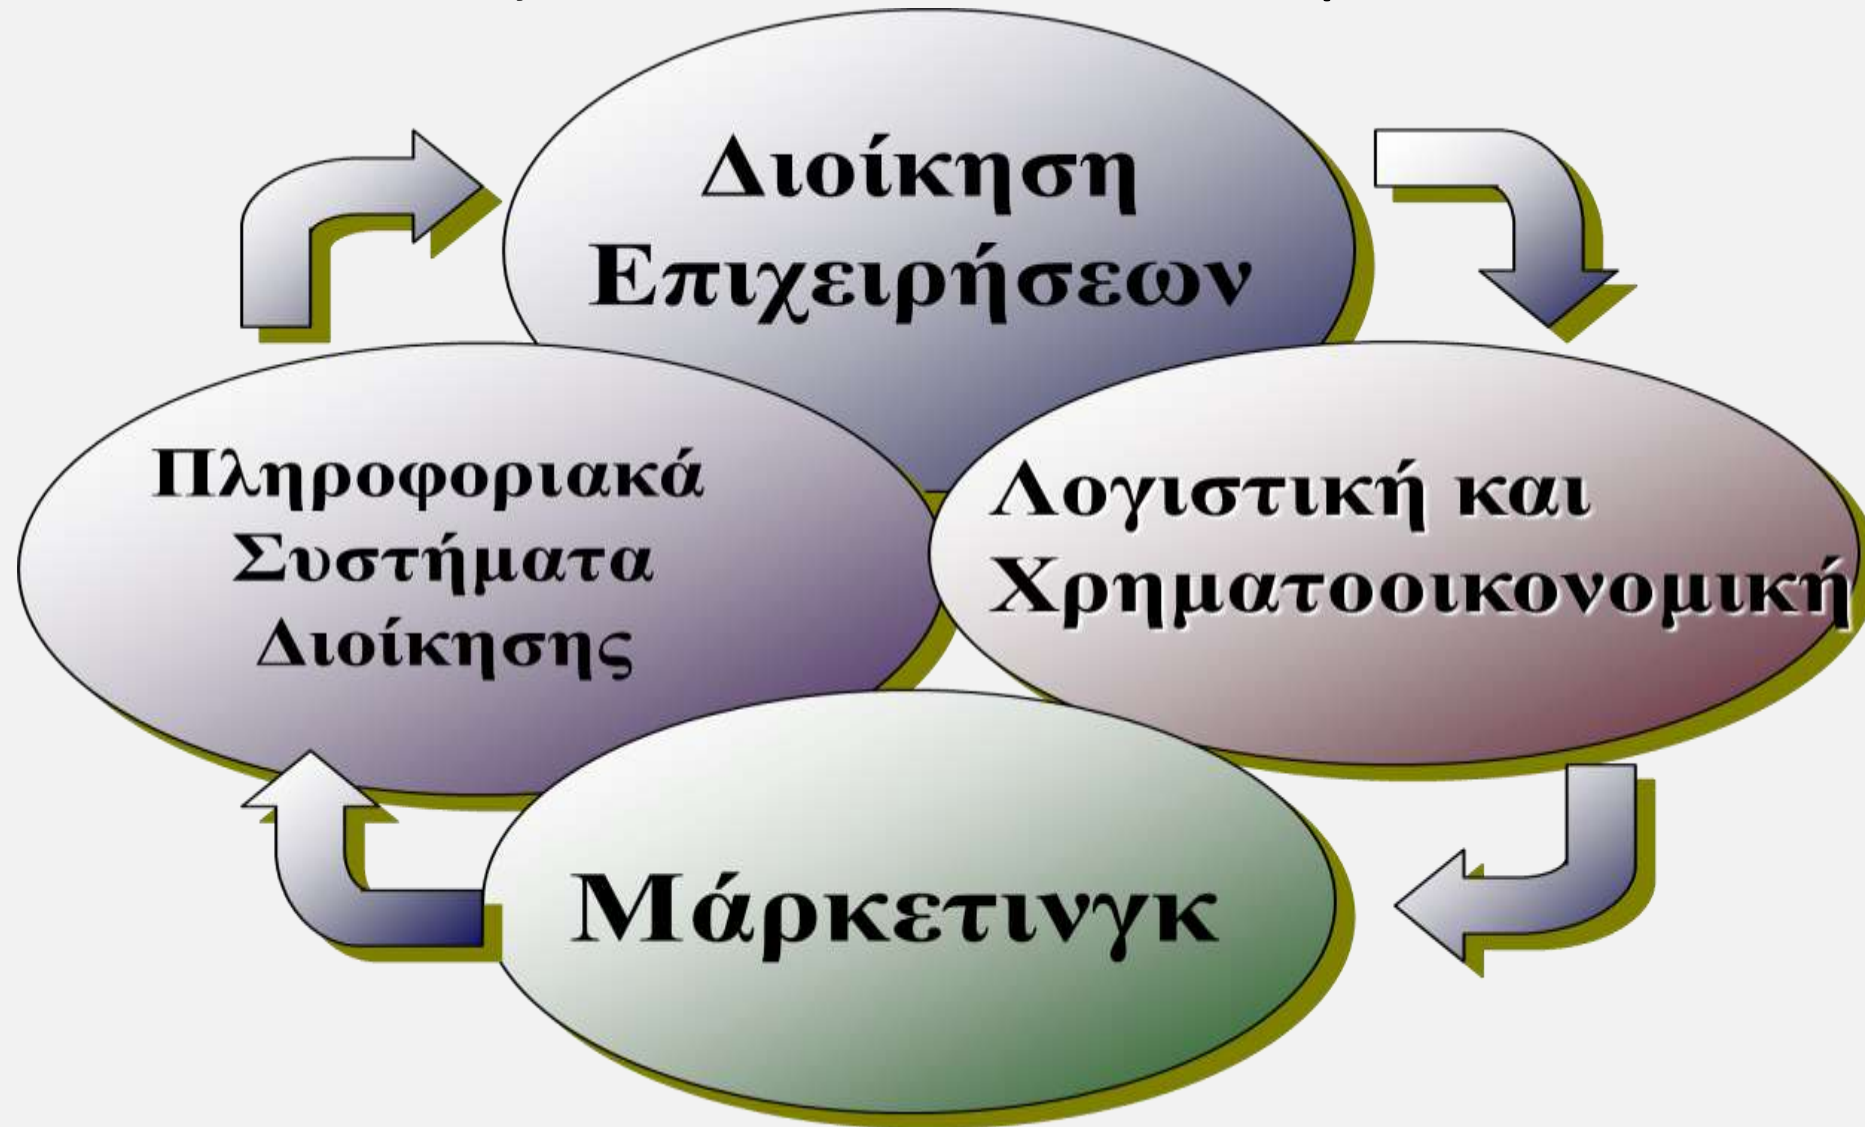 Διοίκηση
Επιχειρήσεων
Πληροφοριακά
Συστήματα
Διοίκησης
Λογιστική και
Χρηματοοικονομική
Μάρκετινγκ